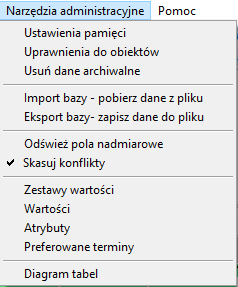 Narzędzia administracyjne Pomoc
Ustawienia pamięci
Uprawnienia do obiektów
Usuń dane archiwalne
Import bazy - pobierz dane z pliku
Eksport bazy- zapisz dane do pliku
Odśwież pola nadmiarowe
Skasuj konflikty
Zestawy wartości
Wartości
Atrybuty
Preferowane terminy
Diagram tabel